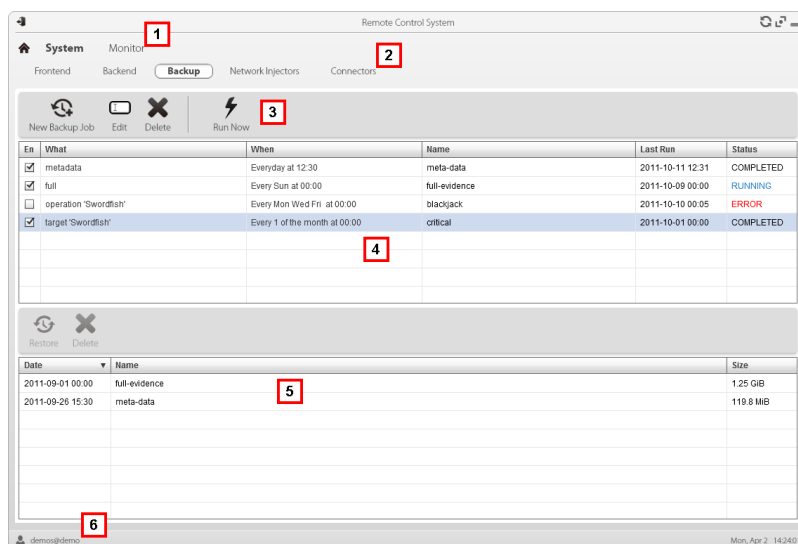 Remote Control System
1
System Monitor
2
Frontend Backend Backup Network Injectors Connectors
3
New Backup Job Edit Delete Run Now
En What When Name Last Run Status
metadata Everyday at 12:30 meta-data 2011-10-11 12:31 COMPLETED
full Every Sun at 00:00 full-evidence 2011-10-09 00:00 RUNNING
operation 'Swordfish' Every Mon Wed Fri at 00:00 blackjack 2011-10-10 00:05 ERROR
target 'Swordfish' Every 1 of the month at 00:00 critical 2011-10-01 00:00 COMPLETED
4
Restore Delete
Date Name Size
2011-09-01 00:00 full-evidence 1.25 GiB
2011-09-26 15:30 meta-data 119.8 MiB
5
6
demos@demo Mon, Apr 2 14:24:0